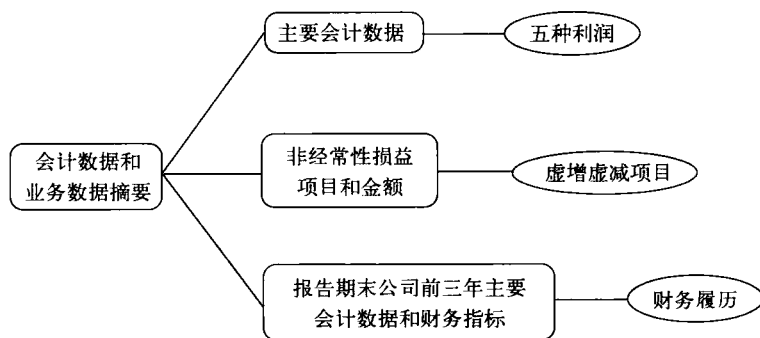 主要会计数据
五种利润
会计数据和
业务数据摘要
非经常性损益
项目和金额
虚增虚减项目
报告期末公司前三年主要
会计数据和财务指标
财务履历